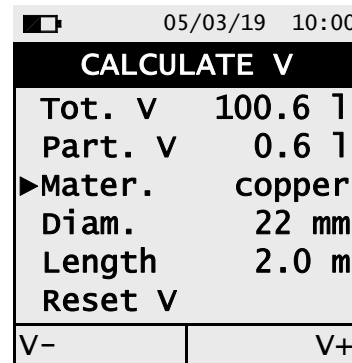 05/03/19 10:00
CALCULATE V
Tot. V 100.6 l
Part. V 0.6 l
►Mater. copper
Diam. 22 mm
Length 2.0 m
Reset V
V- V+